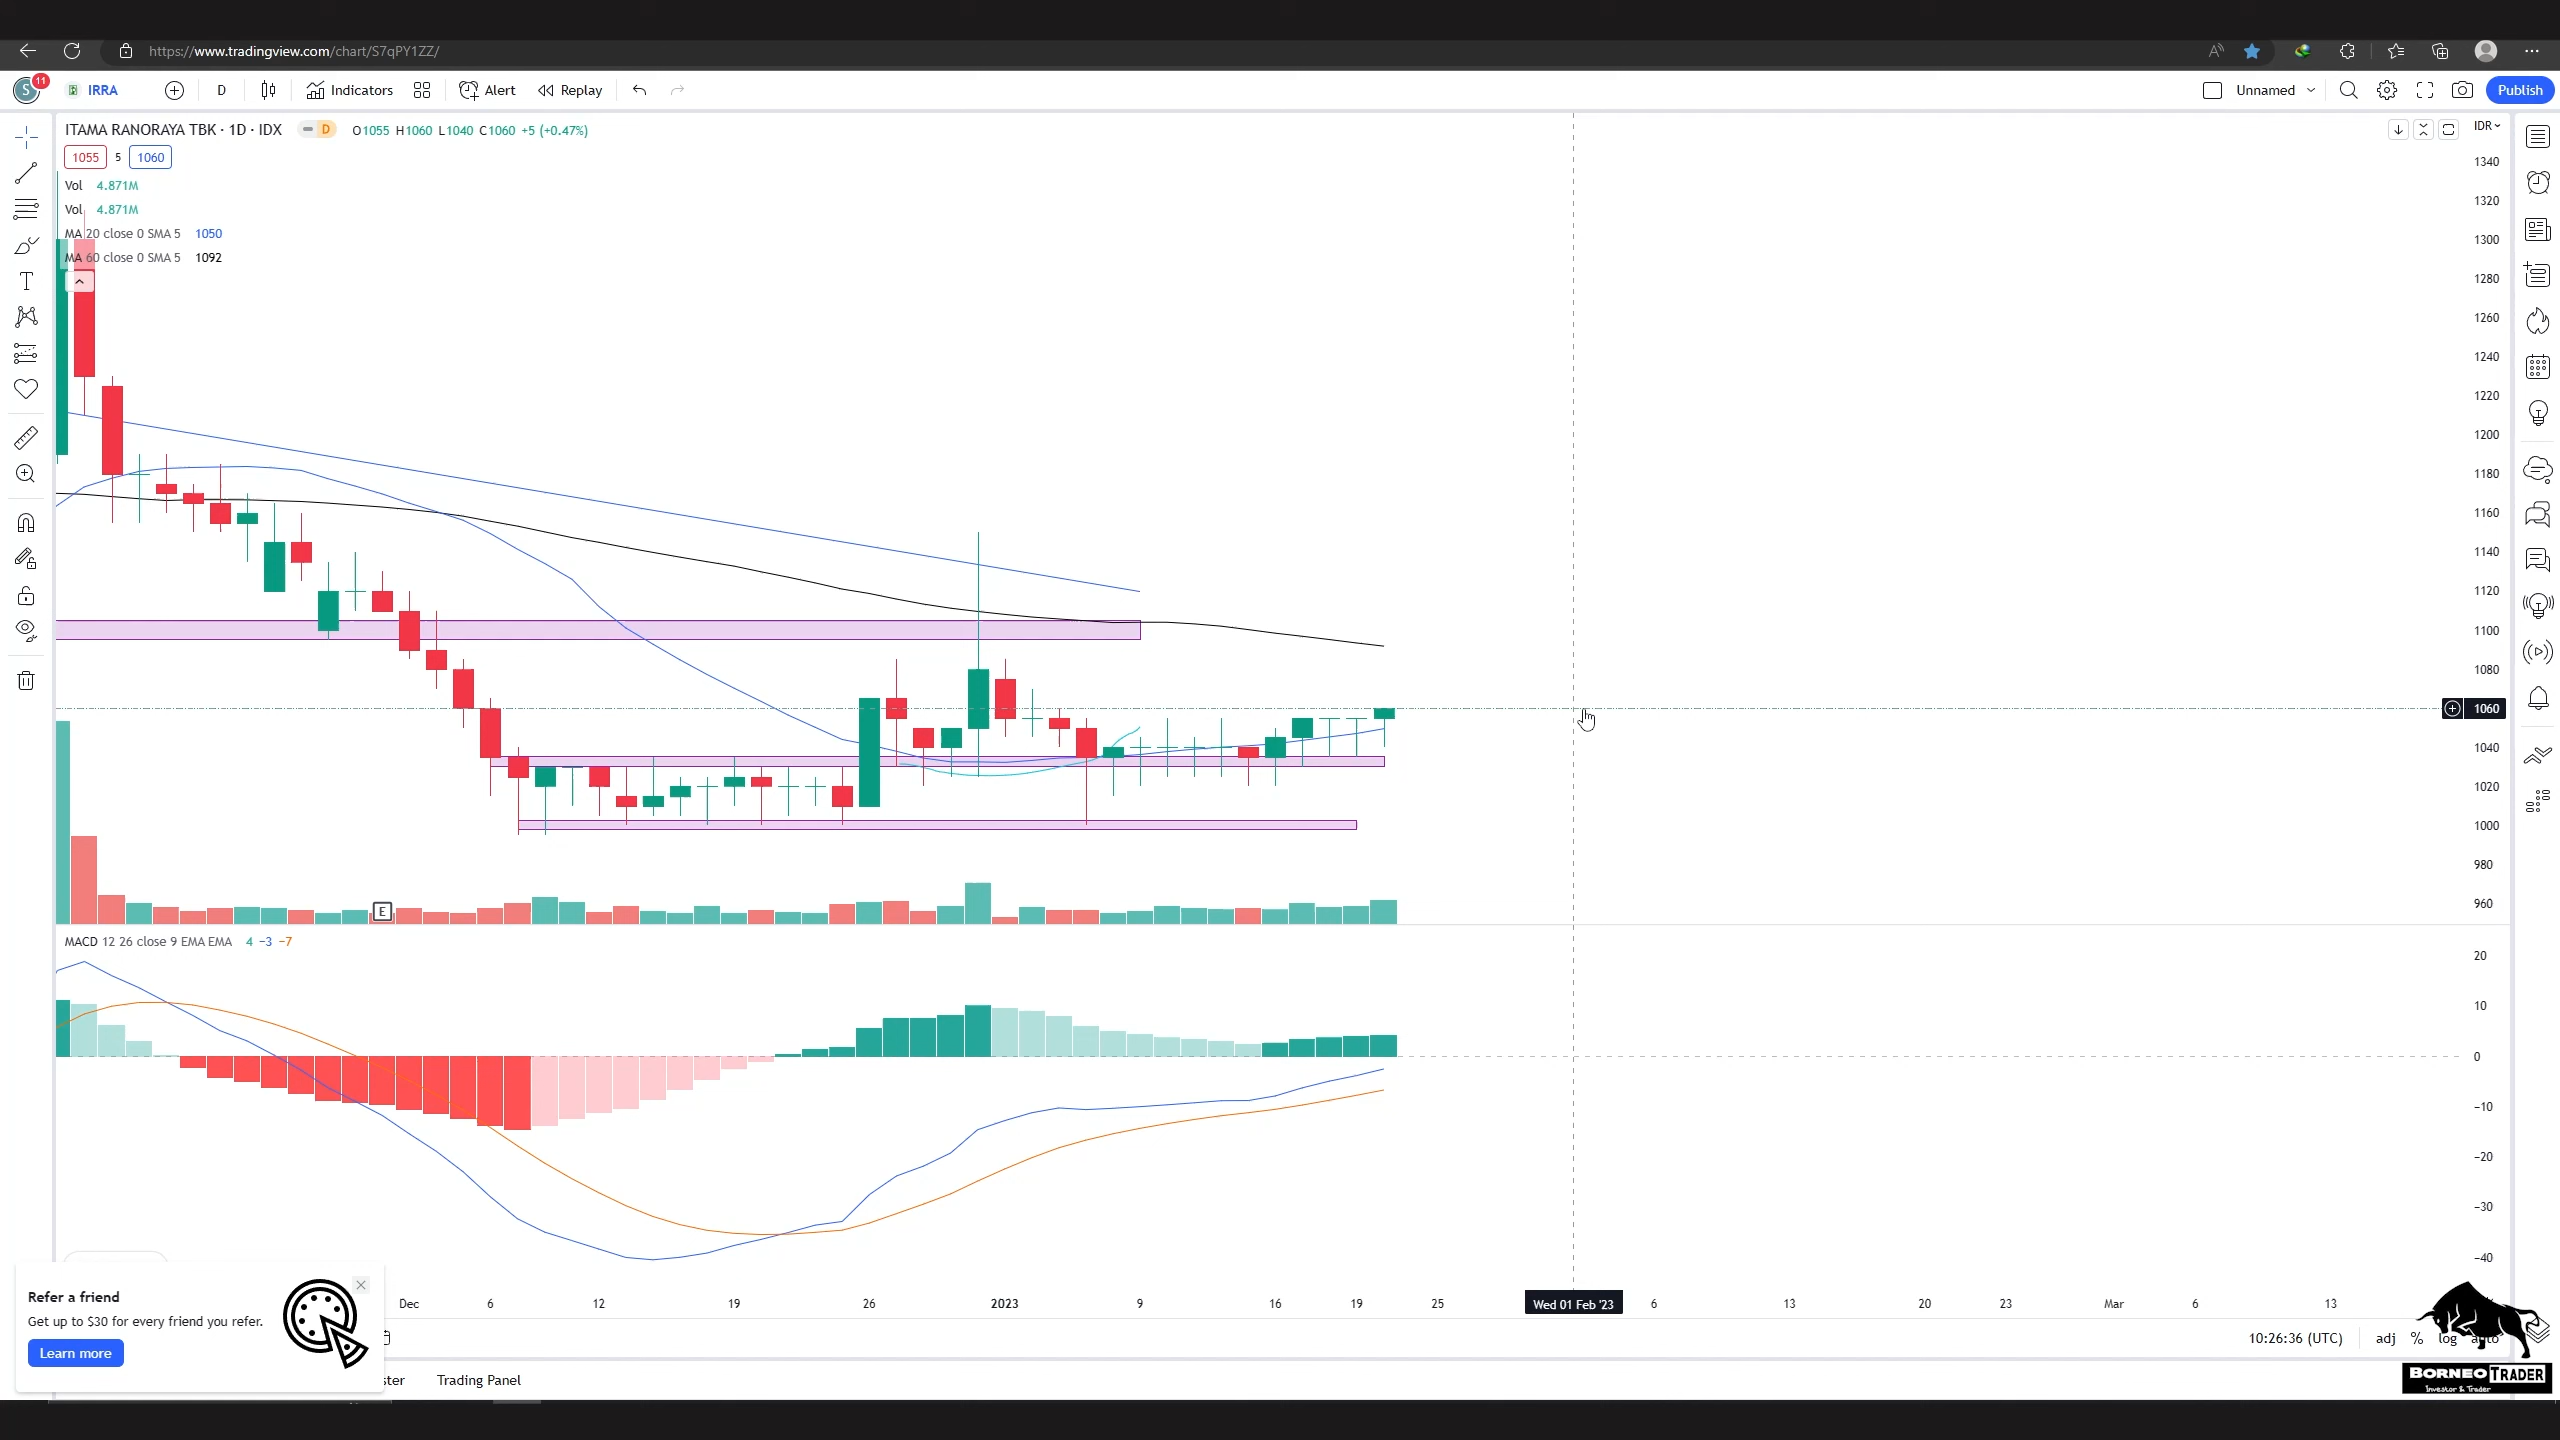 https://www.tradingview.com/chart/S7qPY1ZZ/
S 11 IRRA D Indicators Alert Replay Unnamed Publish
ITAMA RANORAYA TBK · 1D · IDX D O1055 H1060 L1040 C1060 +5 (+0.47%) IDR
1055 5 1060
Vol 4.871M
Vol 4.871M
MA 20 close 0 SMA 5 1050
MA 60 close 0 SMA 5 1092
1340
1320
1300
1280
1260
1240
1220
1200
1180
1160
1140
1120
1100
1080
1060
1040
1020
1000
980
960
E
MACD 12 26 close 9 EMA EMA 4 −3 −7
20
10
0
−10
−20
−30
−40
Dec 6 12 19 26 2023 9 16 19 25 Wed 01 Feb '23 6 13 20 23 Mar 6 13
Refer a friend
Get up to $30 for every friend you refer.
Learn more
10:26:36 (UTC) adj % log auto
ster Trading Panel
BORNEO TRADER
Investor & Trader